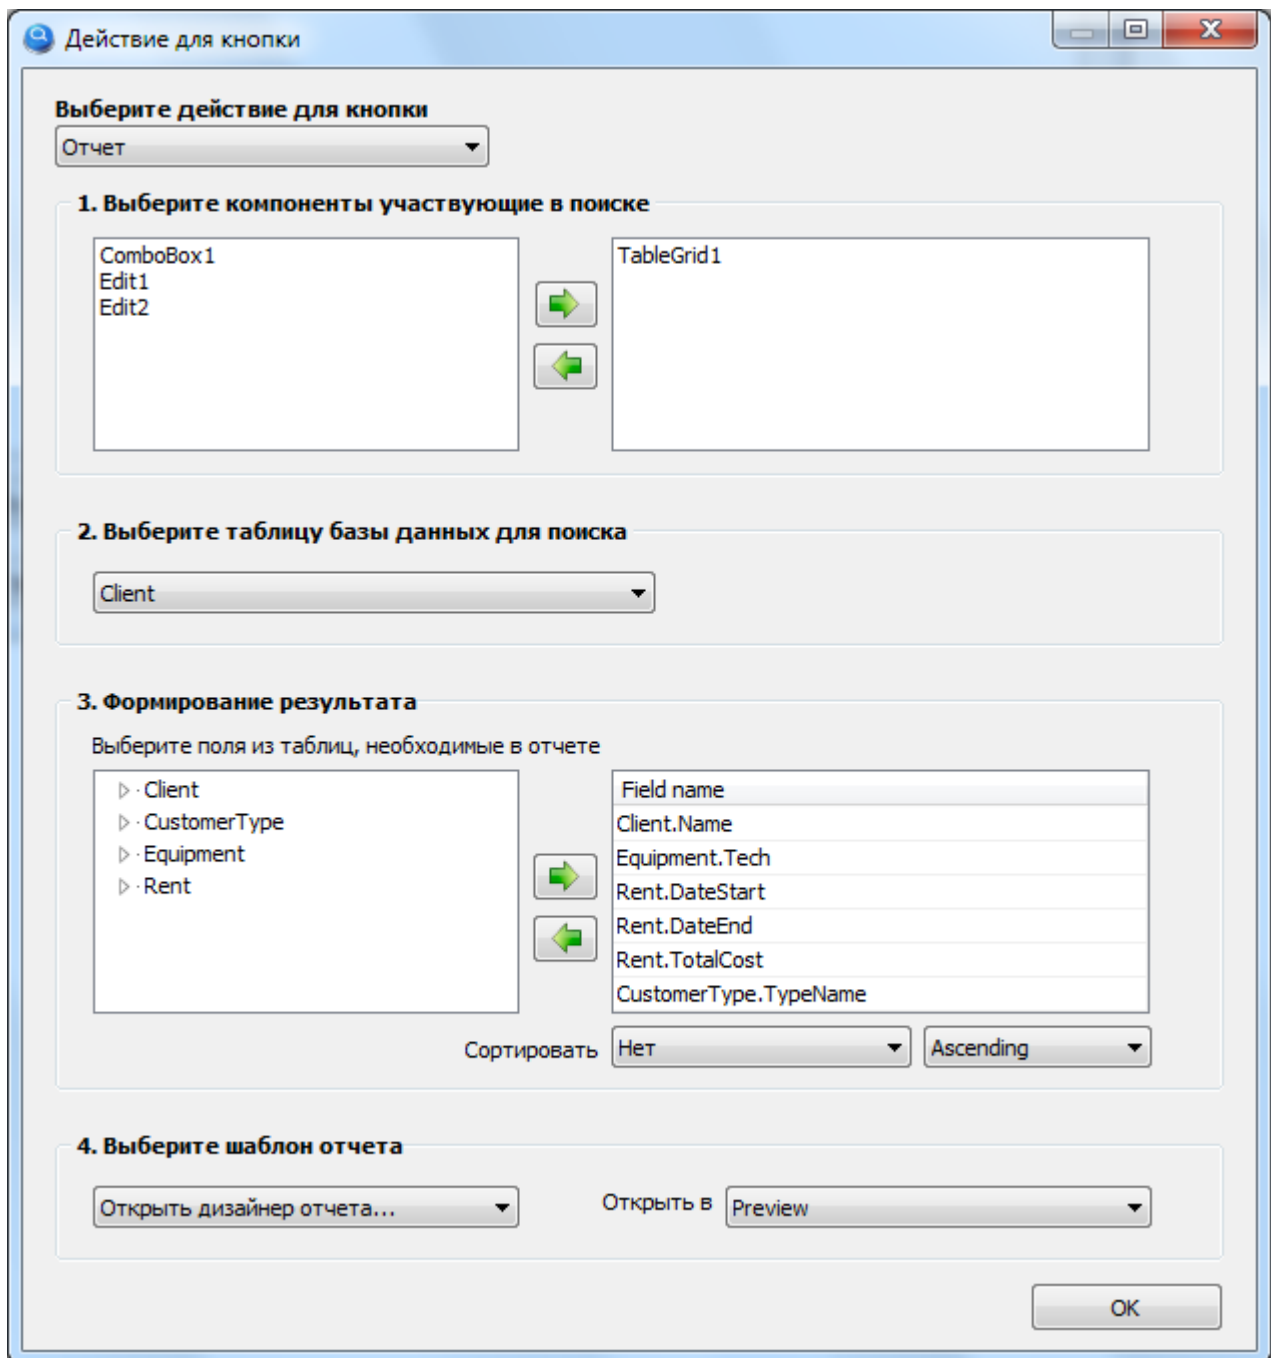 Действие для кнопки
Выберите действие для кнопки
Отчет
1. Выберите компоненты участвующие в поиске
ComboBox1
Edit1
Edit2
TableGrid1
2. Выберите таблицу базы данных для поиска
Client
3. Формирование результата
Выберите поля из таблиц, необходимые в отчете
Client
CustomerType
Equipment
Rent
Field name
Client.Name
Equipment.Tech
Rent.DateStart
Rent.DateEnd
Rent.TotalCost
CustomerType.TypeName
Сортировать Нет Ascending
4. Выберите шаблон отчета
Открыть дизайнер отчета... Открыть в Preview
OK